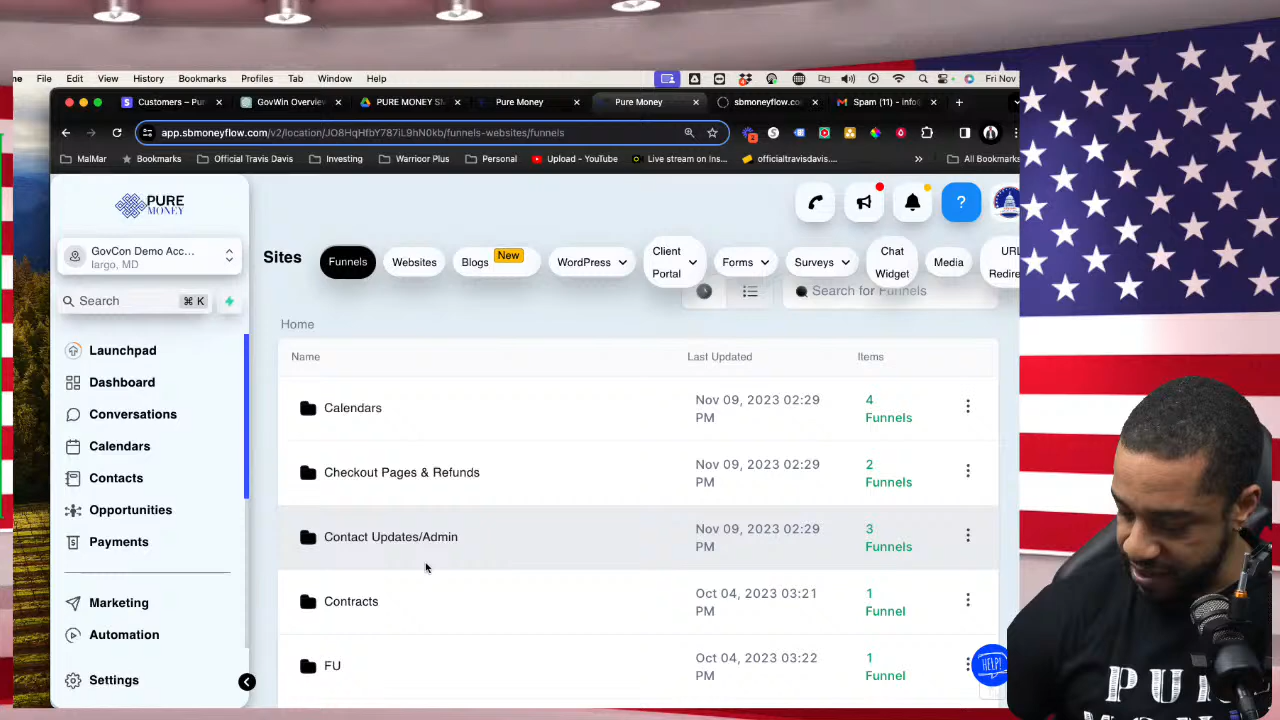 File Edit View History Bookmarks Profiles Tab Window Help
Fri Nov
Customers – Pur
GovWin Overview
PURE MONEY SM
Pure Money
Pure Money
sbmoneyflow.co
Spam (11) - info@
app.sbmoneyflow.com/v2/location/JO8HqHfbY787iL9hN0kb/funnels-websites/funnels
MalMar
Bookmarks
Official Travis Davis
Investing
Warrioor Plus
Personal
Upload - YouTube
Live stream on Ins...
officialtravisdavis....
»
All Bookmarks
PURE
MONEY
GovCon Demo Acc...
largo, MD
Search
⌘ K
Launchpad
Dashboard
Conversations
Calendars
Contacts
Opportunities
Payments
Marketing
Automation
Settings
Sites
Funnels
Websites
Blogs
New
WordPress
Client
Portal
Forms
Surveys
Chat
Widget
Media
URL
Redire
?
Search for Funnels
Home
Name
Last Updated
Items
Calendars
Nov 09, 2023 02:29
PM
4
Funnels
Checkout Pages & Refunds
Nov 09, 2023 02:29
PM
2
Funnels
Contact Updates/Admin
Nov 09, 2023 02:29
PM
3
Funnels
Contracts
Oct 04, 2023 03:21
PM
1
Funnel
FU
Oct 04, 2023 03:22
PM
1
Funnel
HELP!
PUR